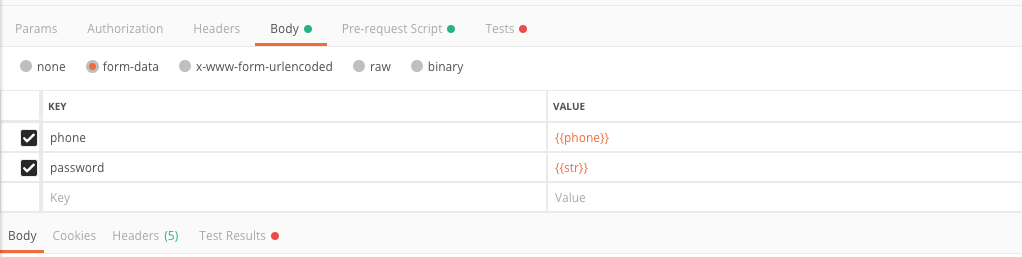 Params Authorization Headers Body Pre-request Script Tests
none form-data x-www-form-urlencoded raw binary
KEY VALUE
phone {{phone}}
password {{str}}
Key Value
Body Cookies Headers (5) Test Results